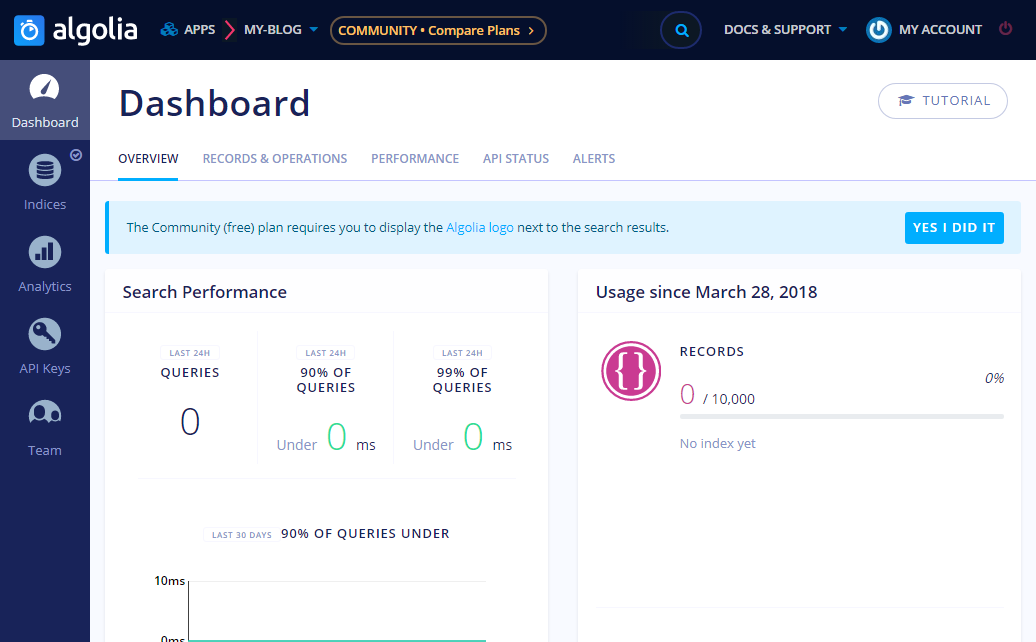 algolia APPS MY-BLOG COMMUNITY • Compare Plans > DOCS & SUPPORT MY ACCOUNT
Dashboard
Indices
Analytics
API Keys
Team
Dashboard
TUTORIAL
OVERVIEW RECORDS & OPERATIONS PERFORMANCE API STATUS ALERTS
The Community (free) plan requires you to display the Algolia logo next to the search results.
YES I DID IT
Search Performance
LAST 24H
QUERIES
0
LAST 24H
90% OF
QUERIES
Under 0 ms
LAST 24H
99% OF
QUERIES
Under 0 ms
LAST 30 DAYS 90% OF QUERIES UNDER
10ms
0ms
Usage since March 28, 2018
{ }
RECORDS
0 / 10,000
0%
No index yet